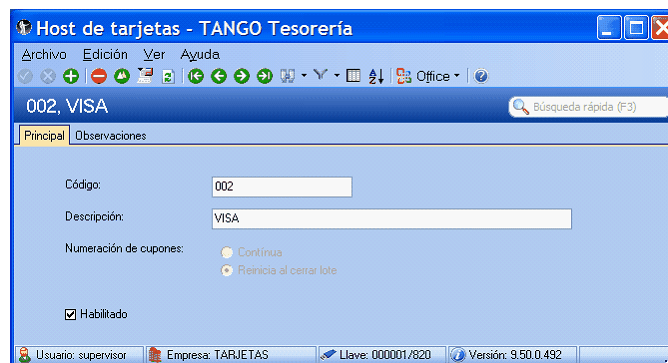 Host de tarjetas - TANGO Tesorería
Archivo Edición Ver Ayuda
Office
002, VISA
Búsqueda rápida (F3)
Principal Observaciones
Código: 002
Descripción: VISA
Numeración de cupones: Contínua
Reinicia al cerrar lote
Habilitado
Usuario: supervisor Empresa: TARJETAS Llave: 000001/820 Versión: 9.50.0.492